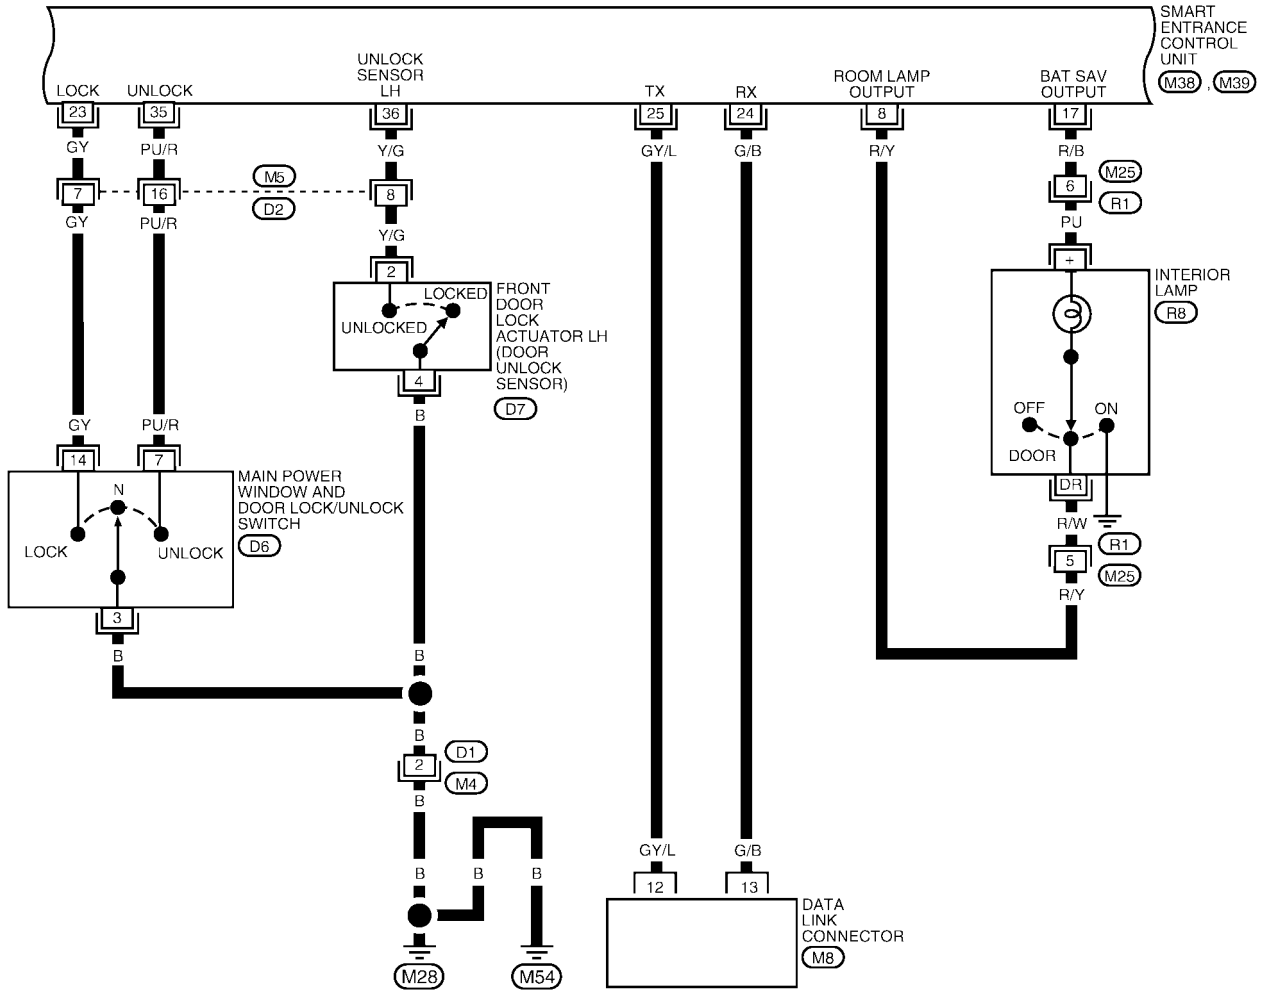 SMART
ENTRANCE
CONTROL
UNIT
M38 , M39
UNLOCK
SENSOR
LH
LOCK
UNLOCK
TX
RX
ROOM LAMP
OUTPUT
BAT SAV
OUTPUT
23
35
36
25
24
8
17
GY
PU/R
Y/G
GY/L
G/B
R/Y
R/B
M5
D2
7
16
8
6
M25
R1
GY
PU/R
Y/G
PU
2
+
LOCKED
UNLOCKED
FRONT
DOOR
LOCK
ACTUATOR LH
(DOOR
UNLOCK
SENSOR)
D7
4
B
INTERIOR
LAMP
R8
OFF
ON
DOOR
DR
R/W
R1
5
M25
R/Y
GY
PU/R
14
7
MAIN POWER
WINDOW AND
DOOR LOCK/UNLOCK
SWITCH
D6
N
LOCK
UNLOCK
3
B
B
B
2
D1
M4
B
B
B
B
M28
M54
GY/L
G/B
12
13
DATA
LINK
CONNECTOR
M8